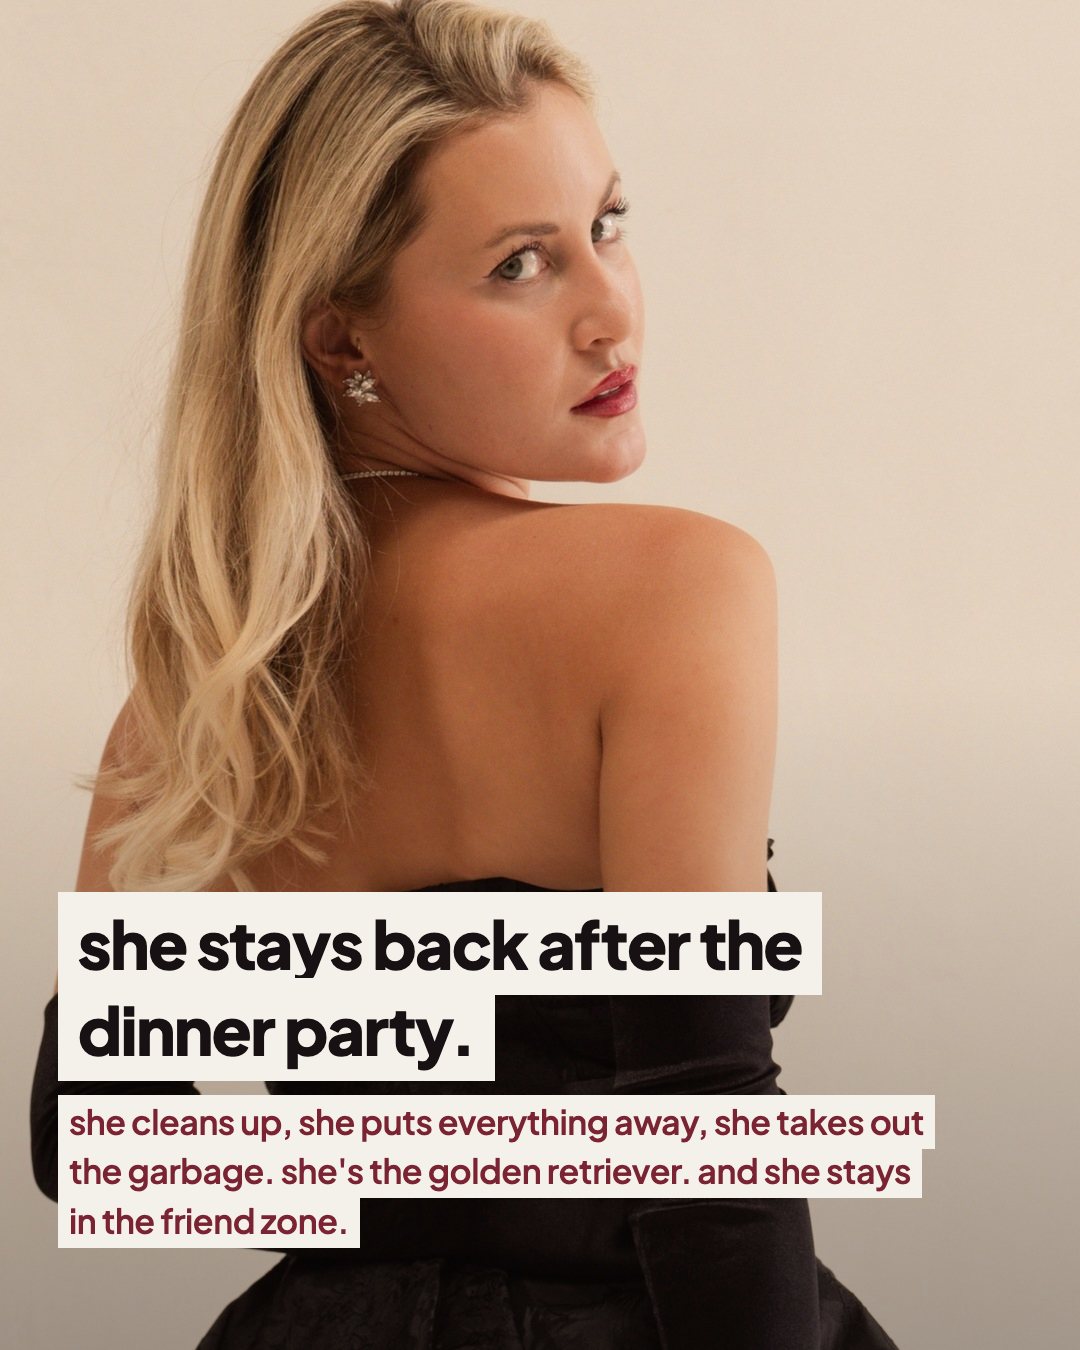 she stays back after the
dinner party.
she cleans up, she puts everything away, she takes out
the garbage. she's the golden retriever. and she stays
in the friend zone.